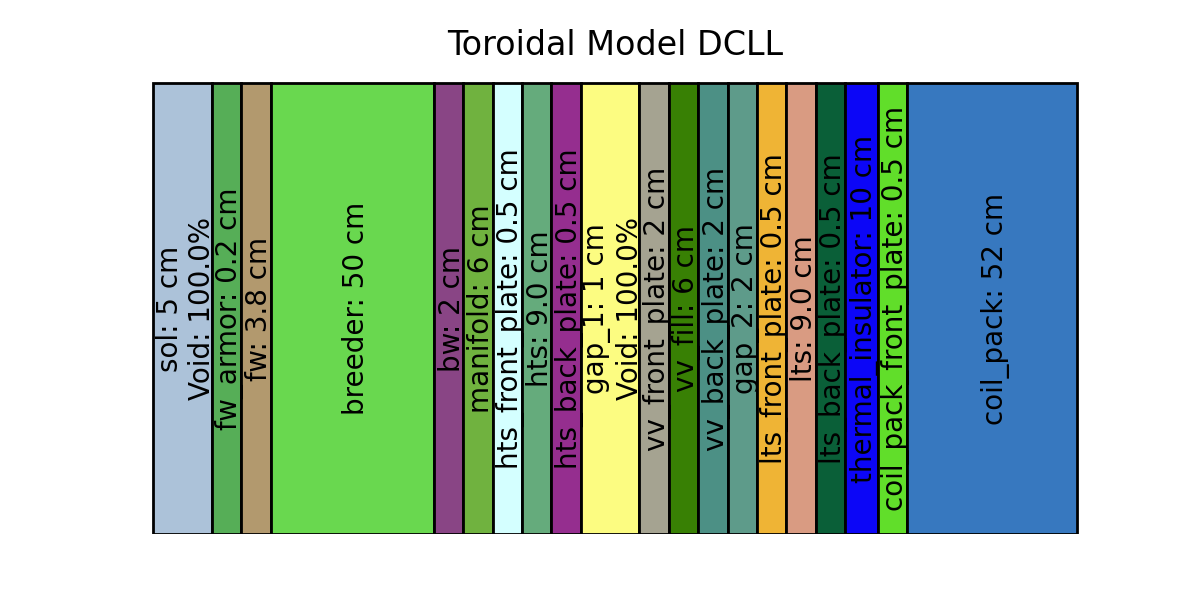 Toroidal Model DCLL
sol: 5 cm
Void: 100.0%
fw_armor: 0.2 cm
fw: 3.8 cm
breeder: 50 cm
bw: 2 cm
manifold: 6 cm
hts_front_plate: 0.5 cm
hts: 9.0 cm
hts_back_plate: 0.5 cm
gap_1: 1 cm
Void: 100.0%
vv_front_plate: 2 cm
vv_fill: 6 cm
vv_back_plate: 2 cm
gap_2: 2 cm
lts_front_plate: 0.5 cm
lts: 9.0 cm
lts_back_plate: 0.5 cm
thermal_insulator: 10 cm
coil_pack_front_plate: 0.5 cm
coil_pack: 52 cm